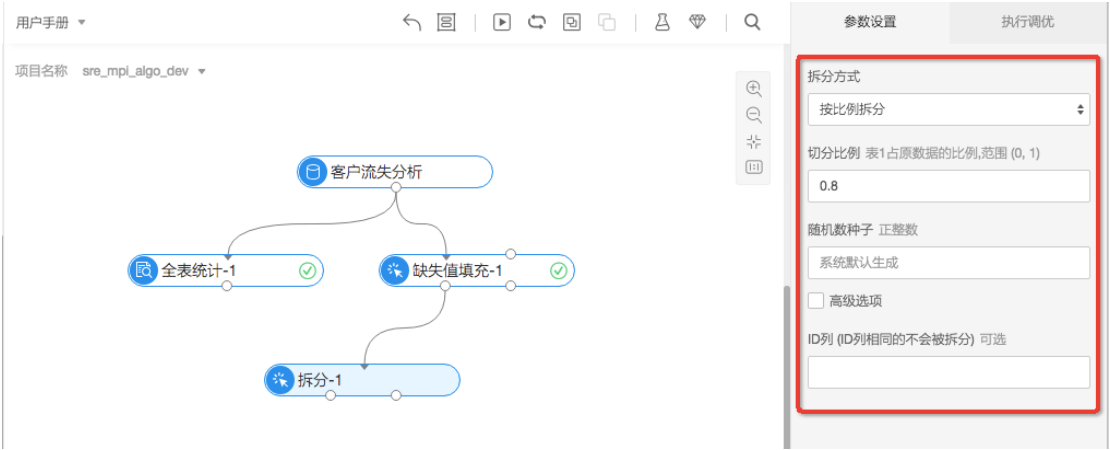 用户手册
项目名称 sre_mpi_algo_dev
客户流失分析
全表统计-1
缺失值填充-1
拆分-1
参数设置 执行调优
拆分方式
按比例拆分
切分比例 表1占原数据的比例,范围 (0, 1)
0.8
随机数种子 正整数
系统默认生成
高级选项
ID列 (ID列相同的不会被拆分) 可选